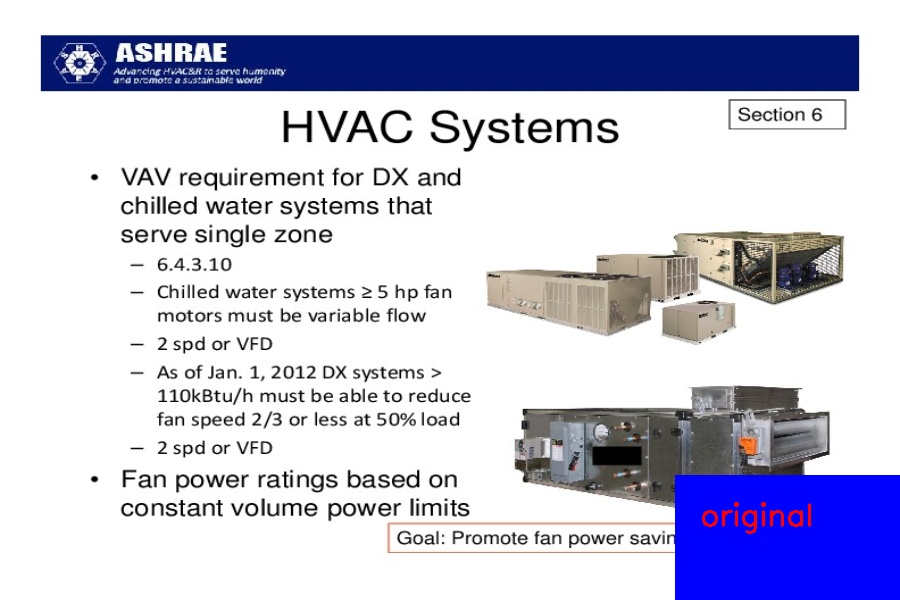 ASHRAE
Advancing HVAC&R to serve humanity
and promote a sustainable world
HVAC Systems
Section 6
• VAV requirement for DX and
chilled water systems that
serve single zone
– 6.4.3.10
– Chilled water systems ≥ 5 hp fan
motors must be variable flow
– 2 spd or VFD
– As of Jan. 1, 2012 DX systems >
110kBtu/h must be able to reduce
fan speed 2/3 or less at 50% load
– 2 spd or VFD
• Fan power ratings based on
constant volume power limits
Goal: Promote fan power
original